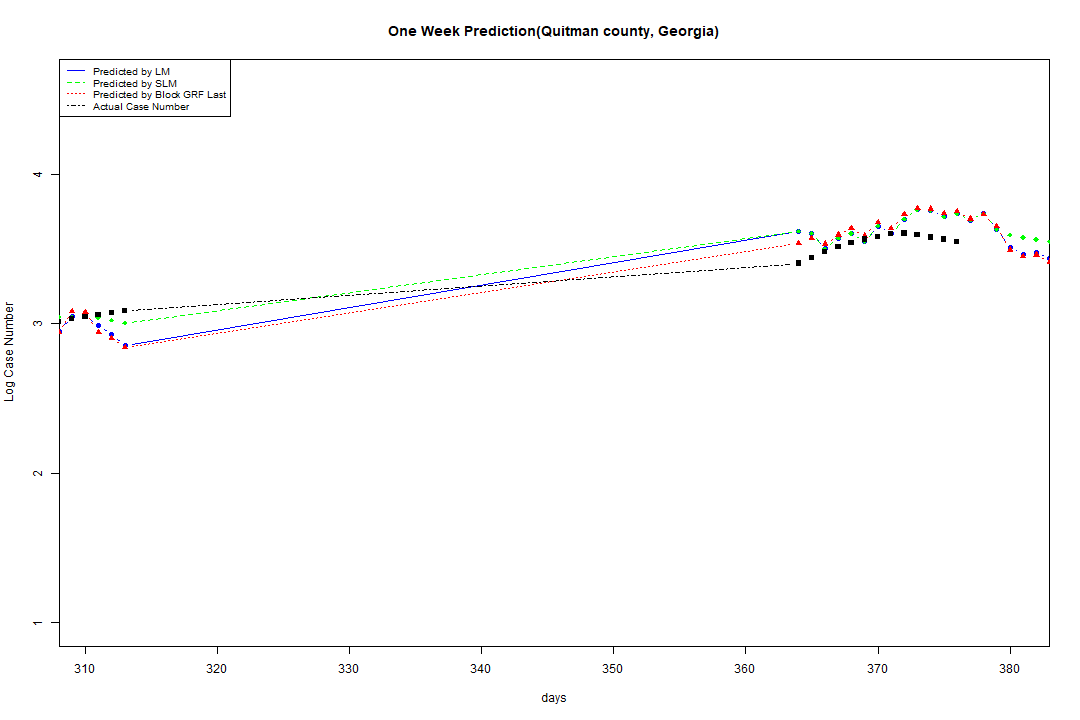 One Week Prediction(Quitman county, Georgia)
Predicted by LM
Predicted by SLM
Predicted by Block GRF Last
Actual Case Number
4
3
2
1
Log Case Number
310 320 330 340 350 360 370 380
days